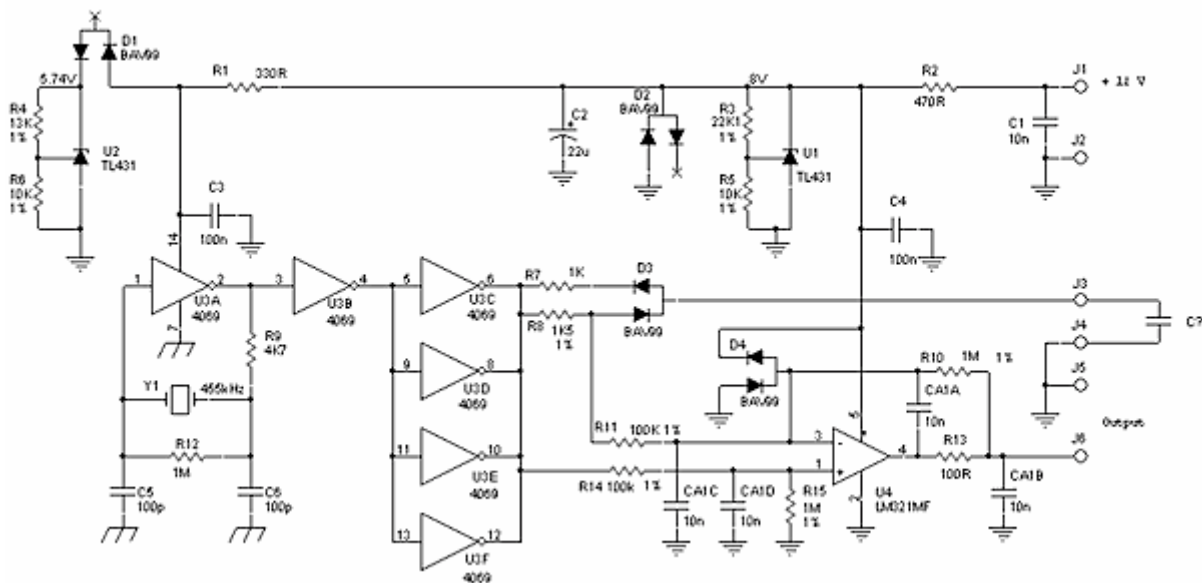 D1
BAV99
5.74V
R1
330R
8V
R2
470R
J1
+ 12 V
R4
13K
1%
U2
TL431
R6
10K
1%
C2
22u
D2
BAV99
R3
22K1
1%
U1
TL431
R5
10K
1%
C1
10n
J2
C3
100n
14
C4
100n
1
2
U3A
4069
7
3
4
U3B
4069
5
6
U3C
4069
R7
1K
D3
BAV99
R8
1K5
1%
J3
C?
J4
J5
R9
4K7
Y1
455kHz
R12
1M
C5
100p
C6
100p
9
8
U3D
4069
11
10
U3E
4069
13
12
U3F
4069
D4
BAV99
R10
1M
1%
CA1A
10n
R11
100K
1%
R14
100k
1%
CA1C
10n
CA1D
10n
R15
1M
1%
3
-
1
+
5
4
2
U4
LM321MF
R13
100R
CA1B
10n
Output
J6